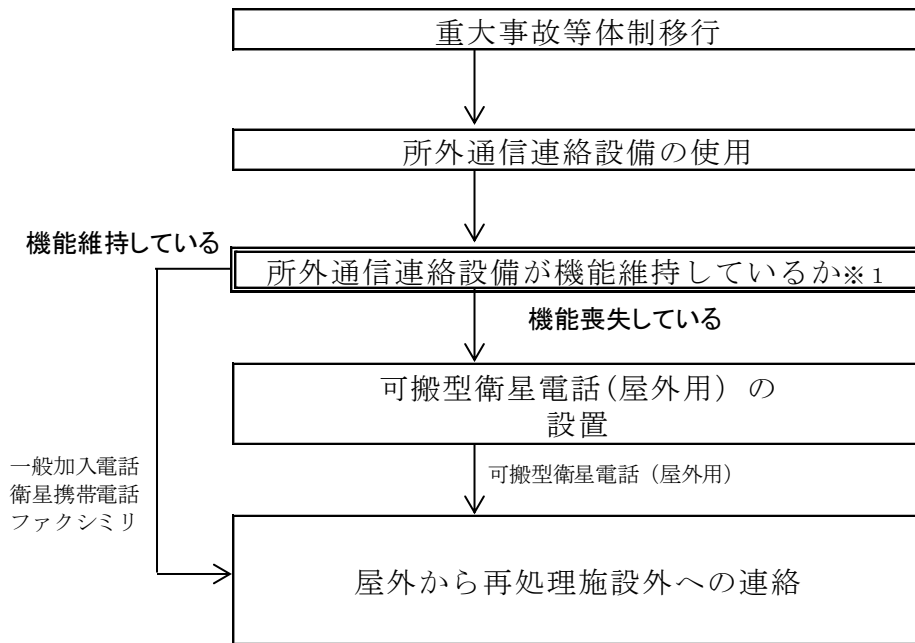 重大事故等体制移行
所外通信連絡設備の使用
機能維持している
所外通信連絡設備が機能維持しているか※1
機能喪失している
可搬型衛星電話(屋外用)の
設置
一般加入電話
衛星携帯電話
ファクシミリ
可搬型衛星電話（屋外用）
屋外から再処理施設外への連絡